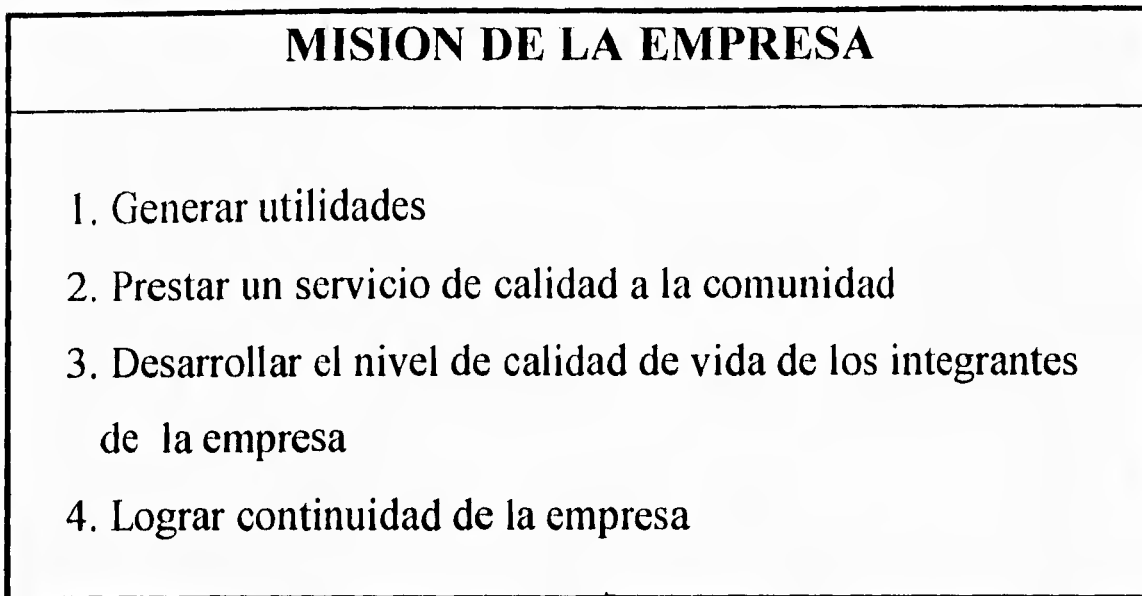 MISION DE LA EMPRESA
1. Generar utilidades
2. Prestar un servicio de calidad a la comunidad
3. Desarrollar el nivel de calidad de vida de los integrantes
de la empresa
4. Lograr continuidad de la empresa